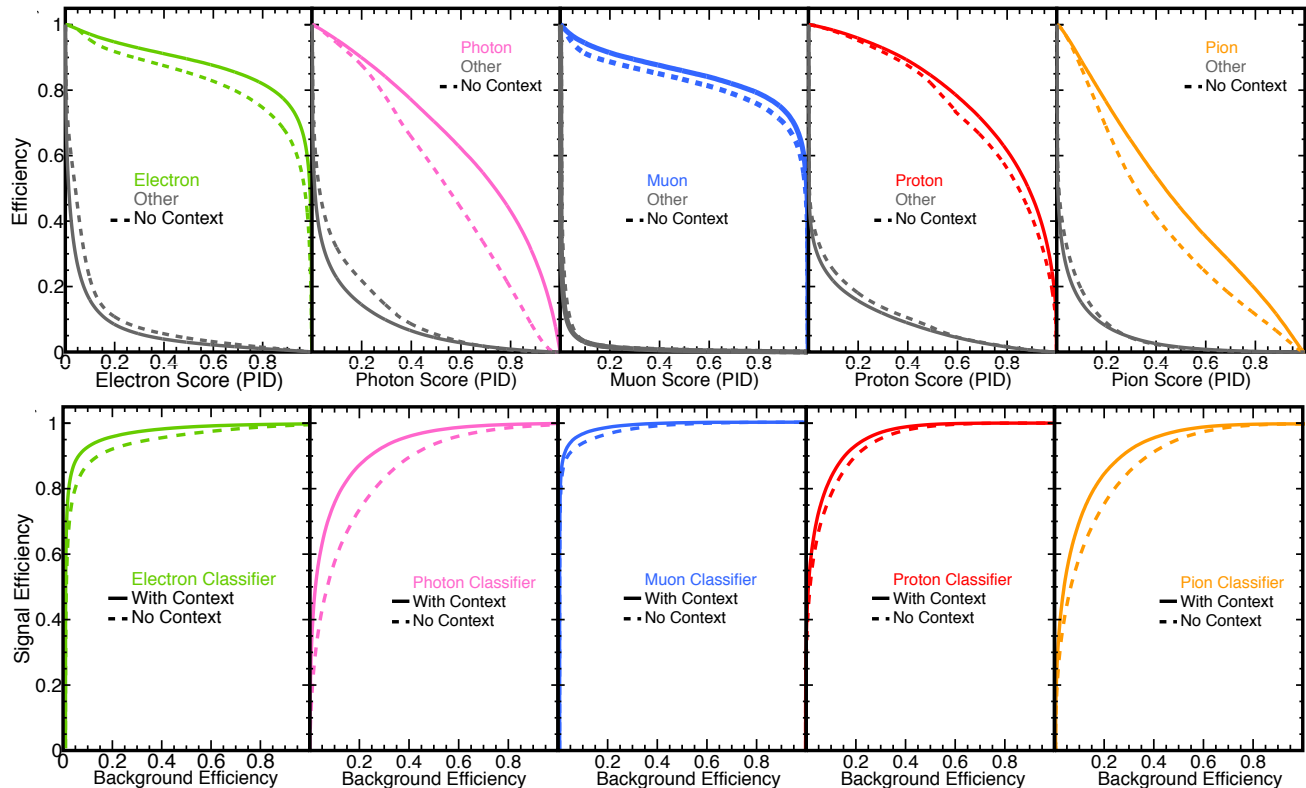 Efficiency
1
0.8
0.6
0.4
0.2
0
Electron
Other
No Context
0 0.2 0.4 0.6 0.8
Electron Score (PID)
Photon
Other
No Context
0.2 0.4 0.6 0.8
Photon Score (PID)
Muon
Other
No Context
0.2 0.4 0.6 0.8
Muon Score (PID)
Proton
Other
No Context
0.2 0.4 0.6 0.8
Proton Score (PID)
Pion
Other
No Context
0.2 0.4 0.6 0.8
Pion Score (PID)
Signal Efficiency
1
0.8
0.6
0.4
0.2
0
Electron Classifier
With Context
No Context
0 0.2 0.4 0.6 0.8
Background Efficiency
Photon Classifier
With Context
No Context
0.2 0.4 0.6 0.8
Background Efficiency
Muon Classifier
With Context
No Context
0.2 0.4 0.6 0.8
Background Efficiency
Proton Classifier
With Context
No Context
0.2 0.4 0.6 0.8
Background Efficiency
Pion Classifier
With Context
No Context
0.2 0.4 0.6 0.8
Background Efficiency